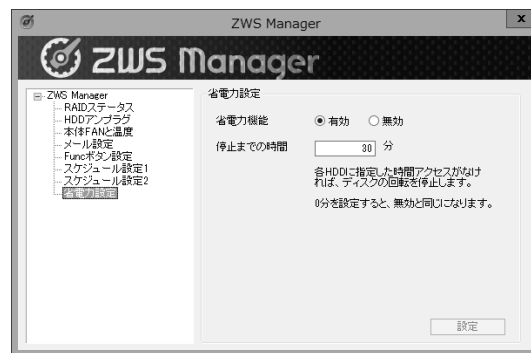 ZWS Manager
x
ZWS Manager
ZWS Manager
RAIDステータス
HDDアンプラグ
本体FANと温度
メール設定
Funcボタン設定
スケジュール設定1
スケジュール設定2
省電力設定
省電力設定
省電力機能
有効 無効
停止までの時間
30 分
各HDDに指定した時間アクセスがなけ
れば、ディスクの回転を停止します。
0分を設定すると、無効と同じになります。
設定